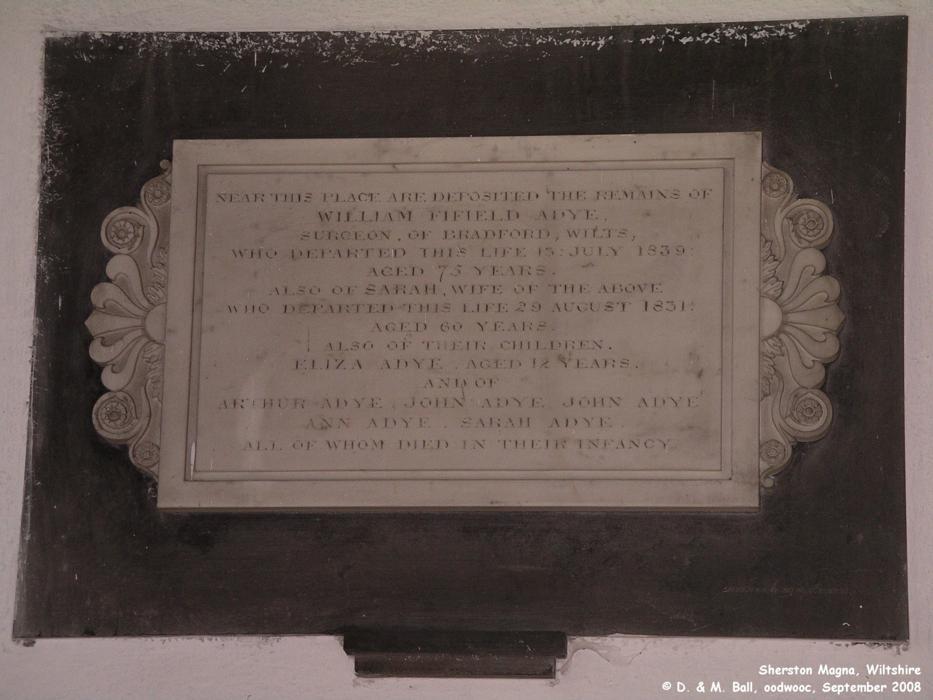 NEAR THIS PLACE ARE DEPOSITED THE REMAINS OF
WILLIAM FIFIELD ADYE,
SURGEON, OF BRADFORD, WILTS,
WHO DEPARTED THIS LIFE 15: JULY 1839:
AGED 75 YEARS.
ALSO OF SARAH, WIFE OF THE ABOVE
WHO DEPARTED THIS LIFE 29 AUGUST 1831:
AGED 60 YEARS.
ALSO OF THEIR CHILDREN.
ELIZA ADYE. AGED 12 YEARS.
AND OF
ARTHUR ADYE. JOHN ADYE. JOHN ADYE
ANN ADYE. SARAH ADYE.
ALL OF WHOM DIED IN THEIR INFANCY.
Sherston Magna, Wiltshire
© D. & M. Ball, oodwooc, September 2008